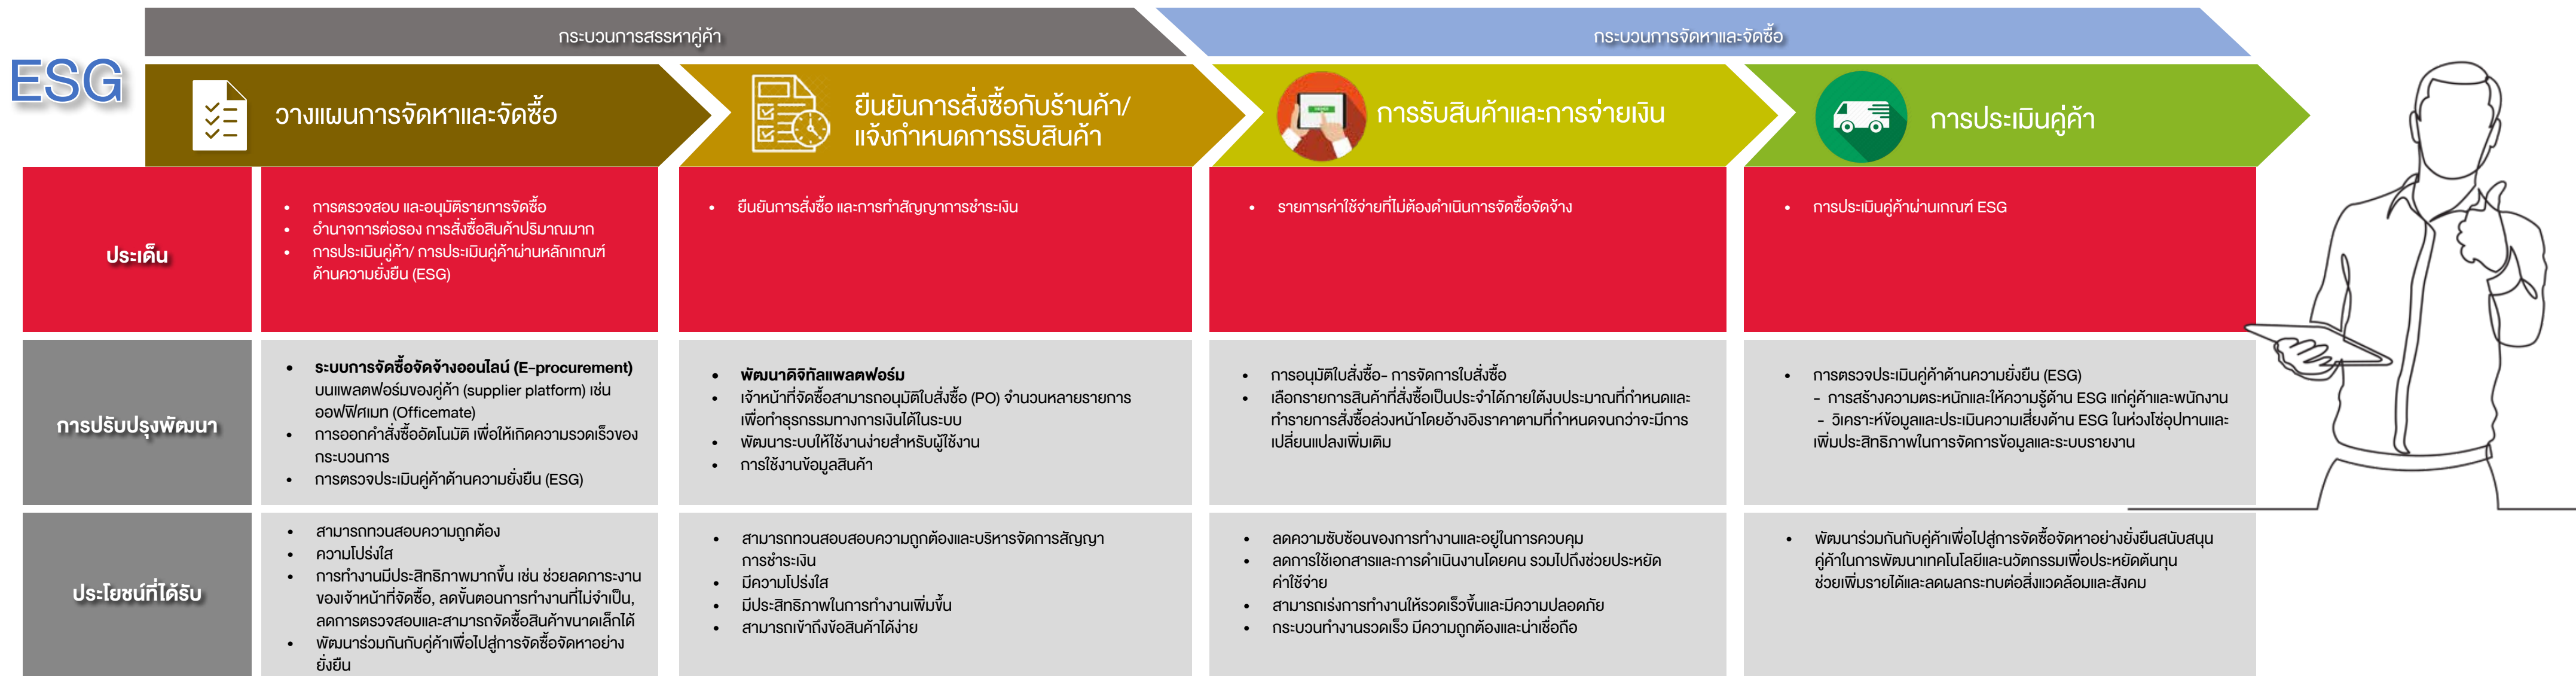 กระบวนการสรรหาคู่ค้า
กระบวนการจัดหาและจัดซื้อ
ESG
วางแผนการจัดหาและจัดซื้อ
ยืนยันการสั่งซื้อกับร้านค้า/
แจ้งกำหนดการรับสินค้า
การรับสินค้าและการจ่ายเงิน
การประเมินคู่ค้า
ประเด็น
• การตรวจสอบ และอนุมัติรายการจัดซื้อ
• อำนาจการต่อรอง การสั่งซื้อสินค้าปริมาณมาก
• การประเมินคู่ค้า/ การประเมินคู่ค้าผ่านหลักเกณฑ์
ด้านความยั่งยืน (ESG)
• ยืนยันการสั่งซื้อ และการทำสัญญาการชำระเงิน
• รายการค่าใช้จ่ายที่ไม่ต้องดำเนินการจัดซื้อจัดจ้าง
• การประเมินคู่ค้าผ่านเกณฑ์ ESG
การปรับปรุงพัฒนา
• ระบบการจัดซื้อจัดจ้างออนไลน์ (E-procurement)
บนแพลตฟอร์มของคู่ค้า (supplier platform) เช่น
ออฟฟิศเมท (Officemate)
• การออกคำสั่งซื้ออัตโนมัติ เพื่อให้เกิดความรวดเร็วของ
กระบวนการ
• การตรวจประเมินคู่ค้าด้านความยั่งยืน (ESG)
• พัฒนาดิจิทัลแพลตฟอร์ม
• เจ้าหน้าที่จัดซื้อสามารถอนุมัติใบสั่งซื้อ (PO) จำนวนหลายรายการ
เพื่อทำธุรกรรมทางการเงินได้ในระบบ
• พัฒนาระบบให้ใช้งานง่ายสำหรับผู้ใช้งาน
• การใช้งานข้อมูลสินค้า
• การอนุมัติใบสั่งซื้อ- การจัดการใบสั่งซื้อ
• เลือกรายการสินค้าที่สั่งซื้อเป็นประจำได้ภายใต้งบประมาณที่กำหนดและ
ทำรายการสั่งซื้อล่วงหน้าโดยอ้างอิงราคาตามที่กำหนดจนกว่าจะมีการ
เปลี่ยนแปลงเพิ่มเติม
• การตรวจประเมินคู่ค้าด้านความยั่งยืน (ESG)
- การสร้างความตระหนักและให้ความรู้ด้าน ESG แก่คู่ค้าและพนักงาน
- วิเคราะห์ข้อมูลและประเมินความเสี่ยงด้าน ESG ในห่วงโซ่อุปทานและ
เพิ่มประสิทธิภาพในการจัดการข้อมูลและระบบรายงาน
ประโยชน์ที่ได้รับ
• สามารถทวนสอบความถูกต้อง
• ความโปร่งใส
• การทำงานมีประสิทธิภาพมากขึ้น เช่น ช่วยลดภาระงาน
ของเจ้าหน้าที่จัดซื้อ, ลดขั้นตอนการทำงานที่ไม่จำเป็น,
ลดการตรวจสอบและสามารถจัดซื้อสินค้าขนาดเล็กได้
• พัฒนาร่วมกันกับคู่ค้าเพื่อไปสู่การจัดซื้อจัดหาอย่าง
ยั่งยืน
• สามารถทวนสอบสอบความถูกต้องและบริหารจัดการสัญญา
การชำระเงิน
• มีความโปร่งใส
• มีประสิทธิภาพในการทำงานเพิ่มขึ้น
• สามารถเข้าถึงข้อสินค้าได้ง่าย
• ลดความซับซ้อนของการทำงานและอยู่ในการควบคุม
• ลดการใช้เอกสารและการดำเนินงานโดยคน รวมไปถึงช่วยประหยัด
ค่าใช้จ่าย
• สามารถเร่งการทำงานให้รวดเร็วขึ้นและมีความปลอดภัย
• กระบวนทำงานรวดเร็ว มีความถูกต้องและน่าเชื่อถือ
• พัฒนาร่วมกันกับคู่ค้าเพื่อไปสู่การจัดซื้อจัดหาอย่างยั่งยืนสนับสนุน
คู่ค้าในการพัฒนาเทคโนโลยีและนวัตกรรมเพื่อประหยัดต้นทุน
ช่วยเพิ่มรายได้และลดผลกระทบต่อสิ่งแวดล้อมและสังคม